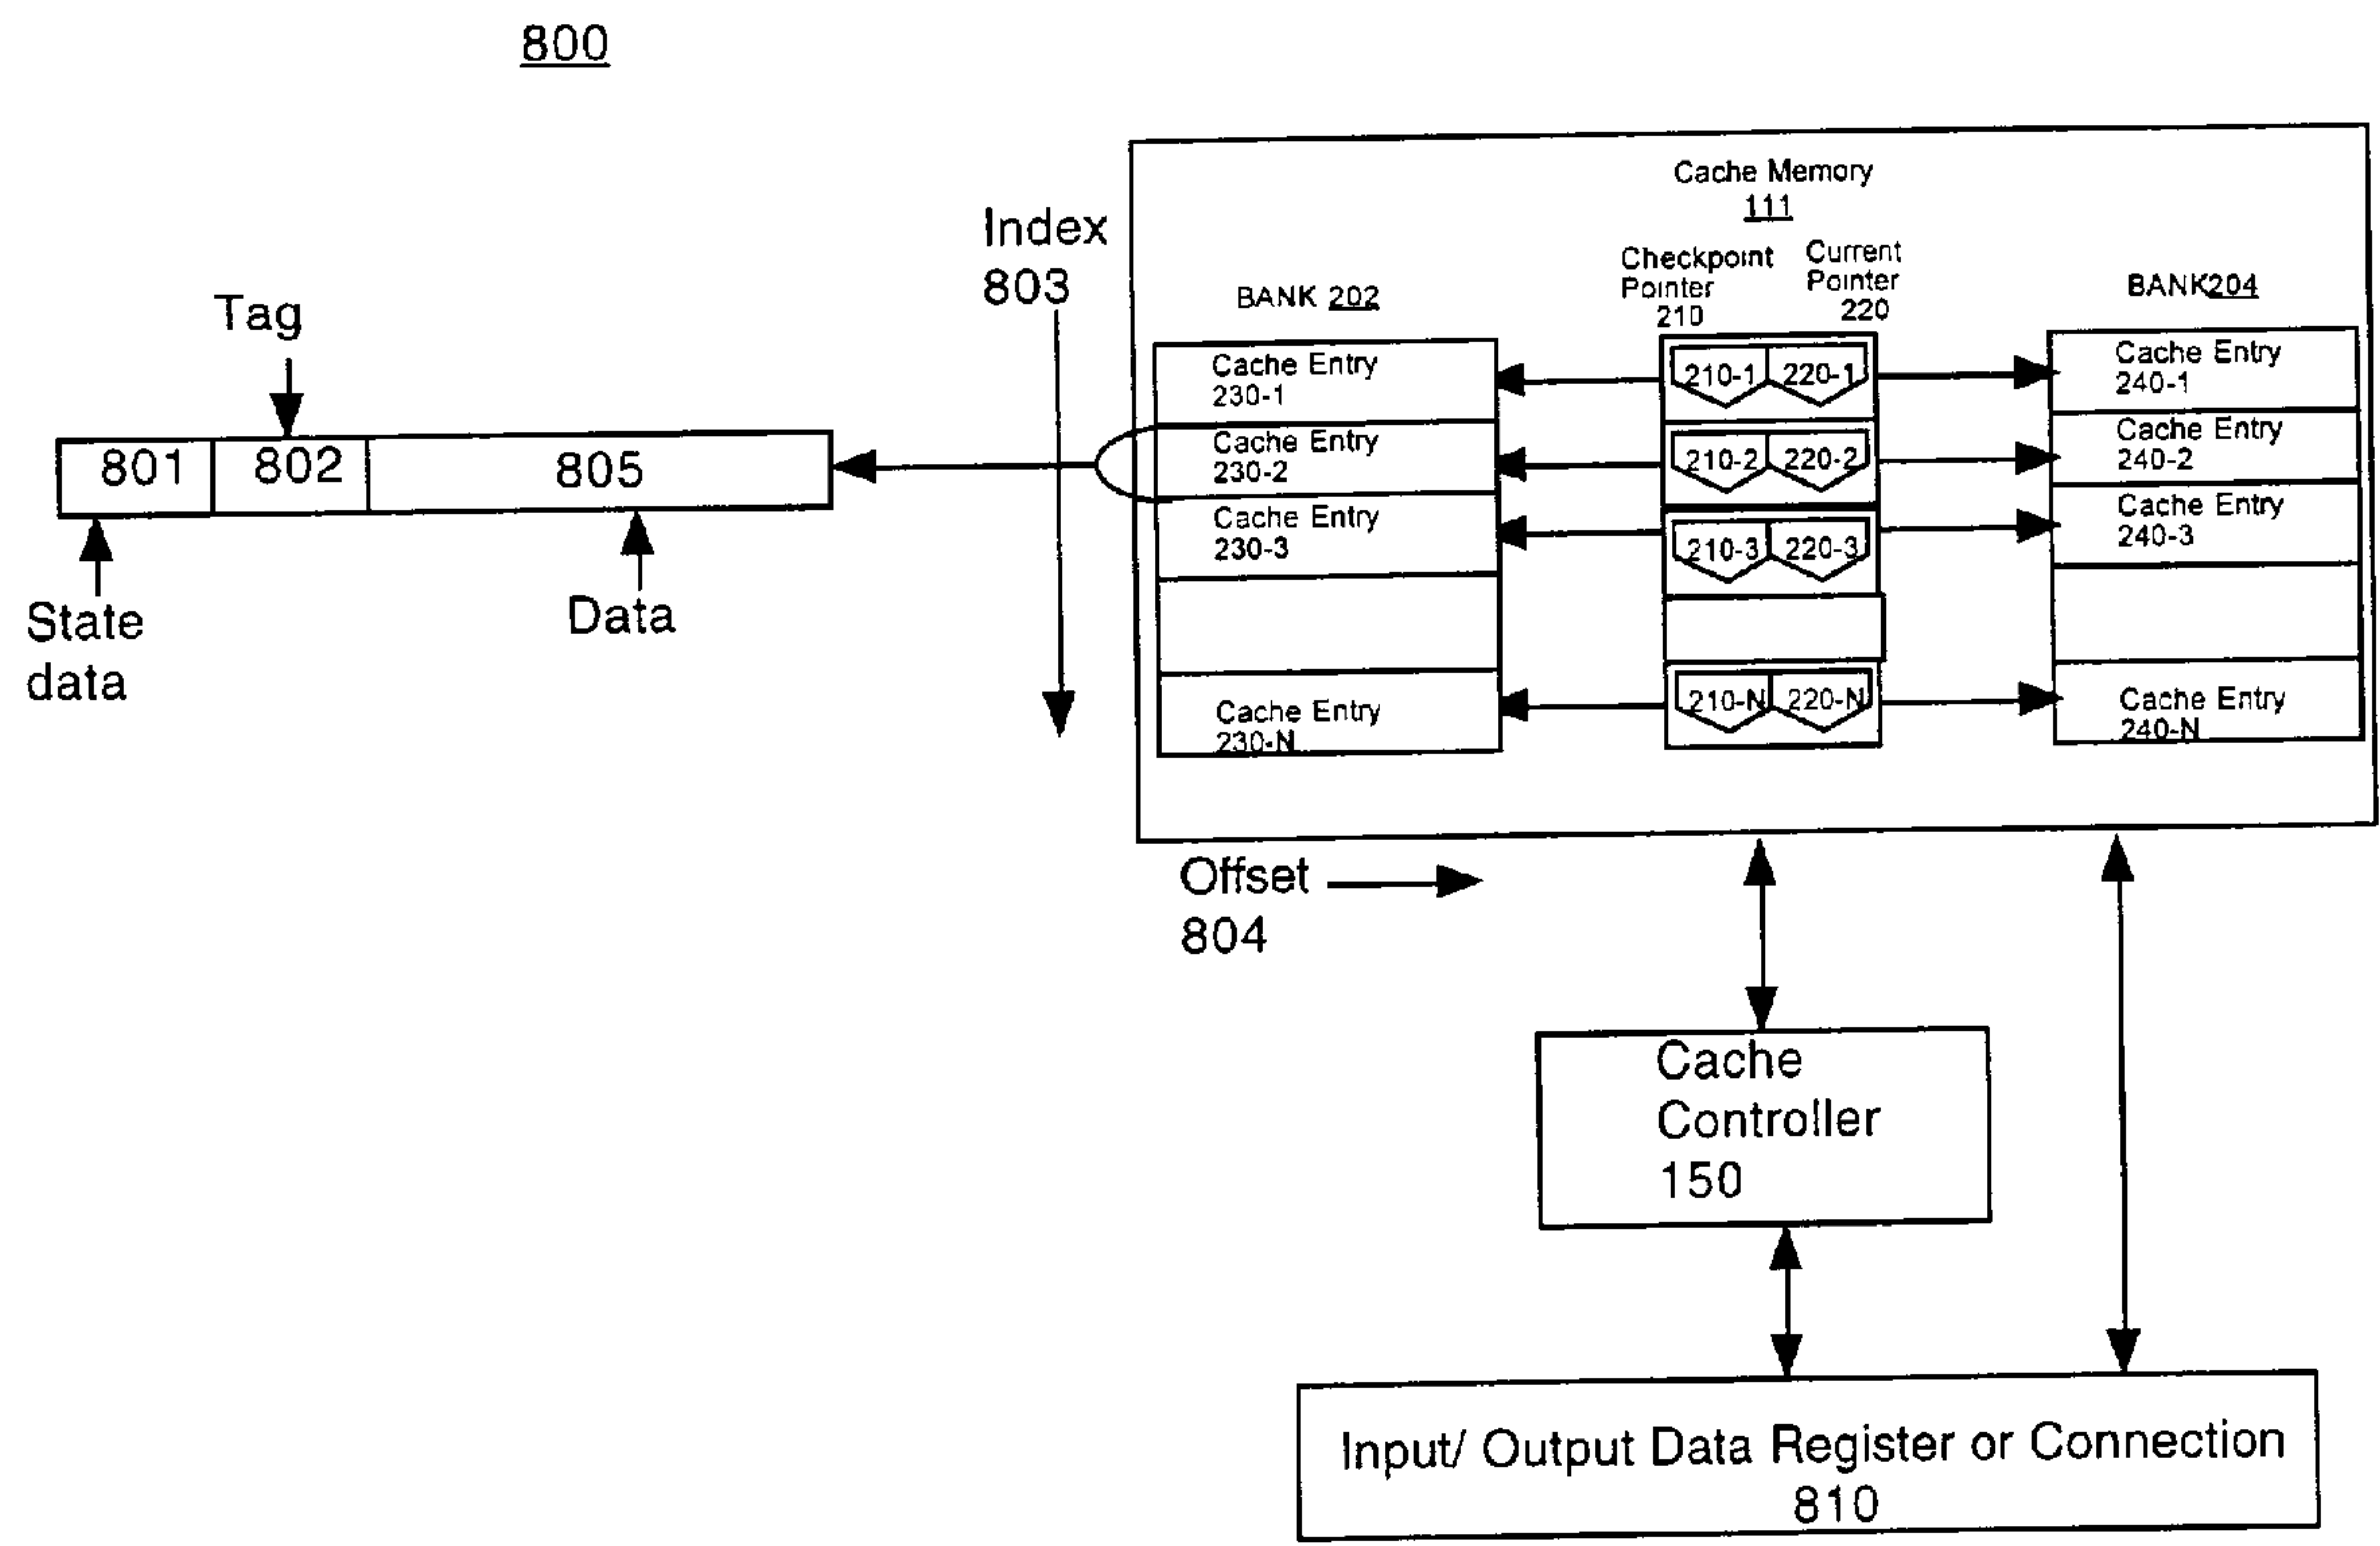 800
Cache Memory
111
Index
803
Checkpoint
Pointer
210
Current
Pointer
220
BANK 202
BANK204
Tag
801
802
805
State
data
Data
Cache Entry
230-1
210-1
220-1
Cache Entry
240-1
Cache Entry
230-2
210-2
220-2
Cache Entry
240-2
Cache Entry
230-3
210-3
220-3
Cache Entry
240-3
Cache Entry
230-N
210-N
220-N
Cache Entry
240-N
Offset
804
Cache
Controller
150
Input/ Output Data Register or Connection
810